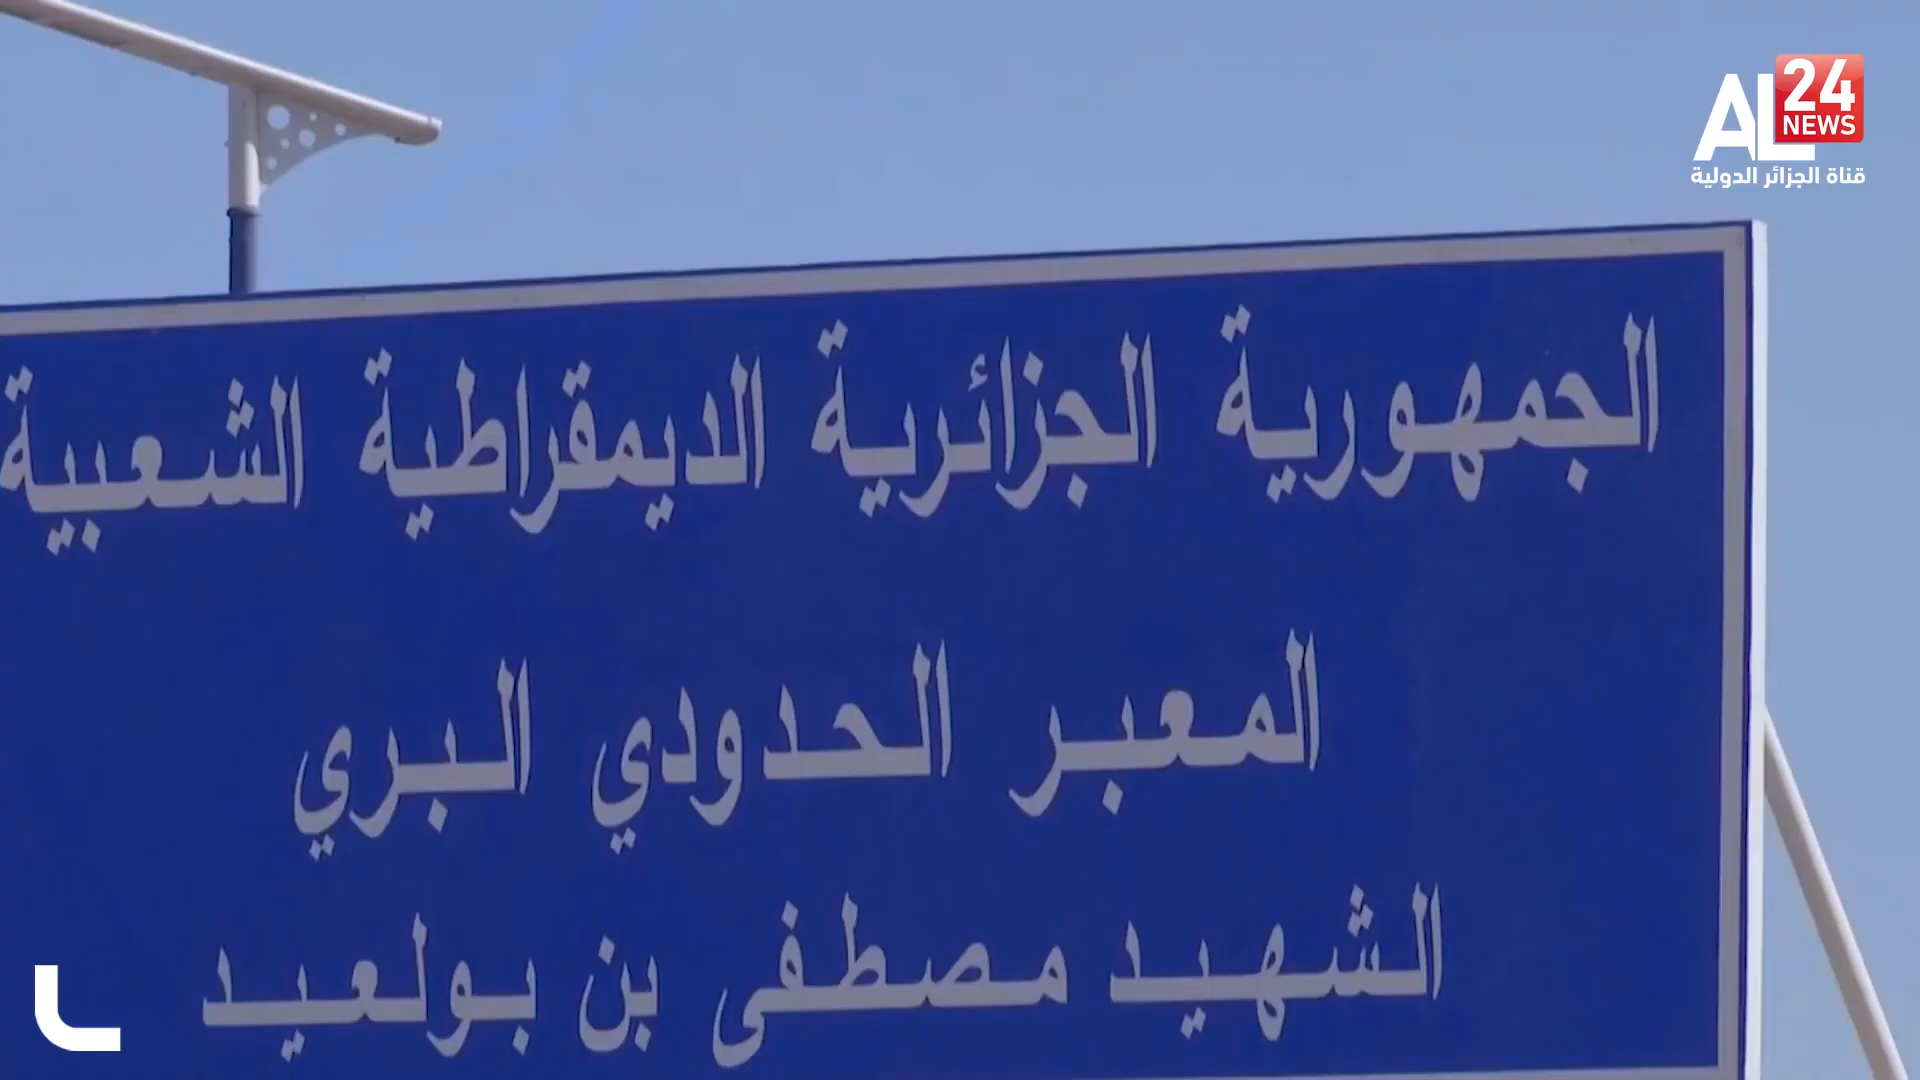 AL
24
NEWS
قناة الجزائر الدولية
الجمهورية الجزائرية الديمقراطية الشعبية
المعبر الحدودي البري
الشهيد مصطفى بن بولعيد